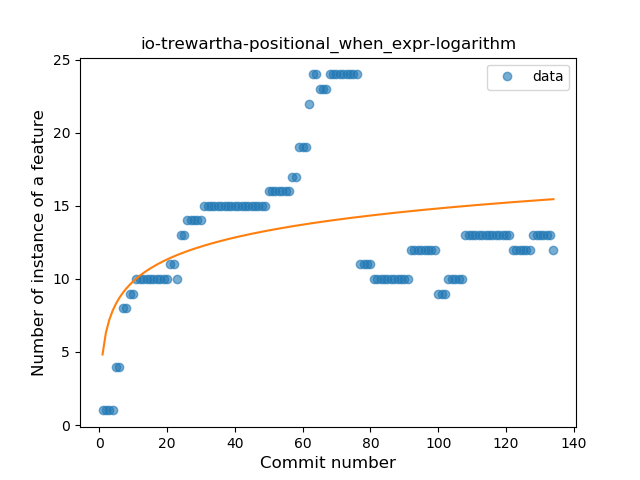 io-trewartha-positional_when_expr-logarithm
data
Number of instance of a feature
25
20
15
10
5
0
0 20 40 60 80 100 120 140
Commit number